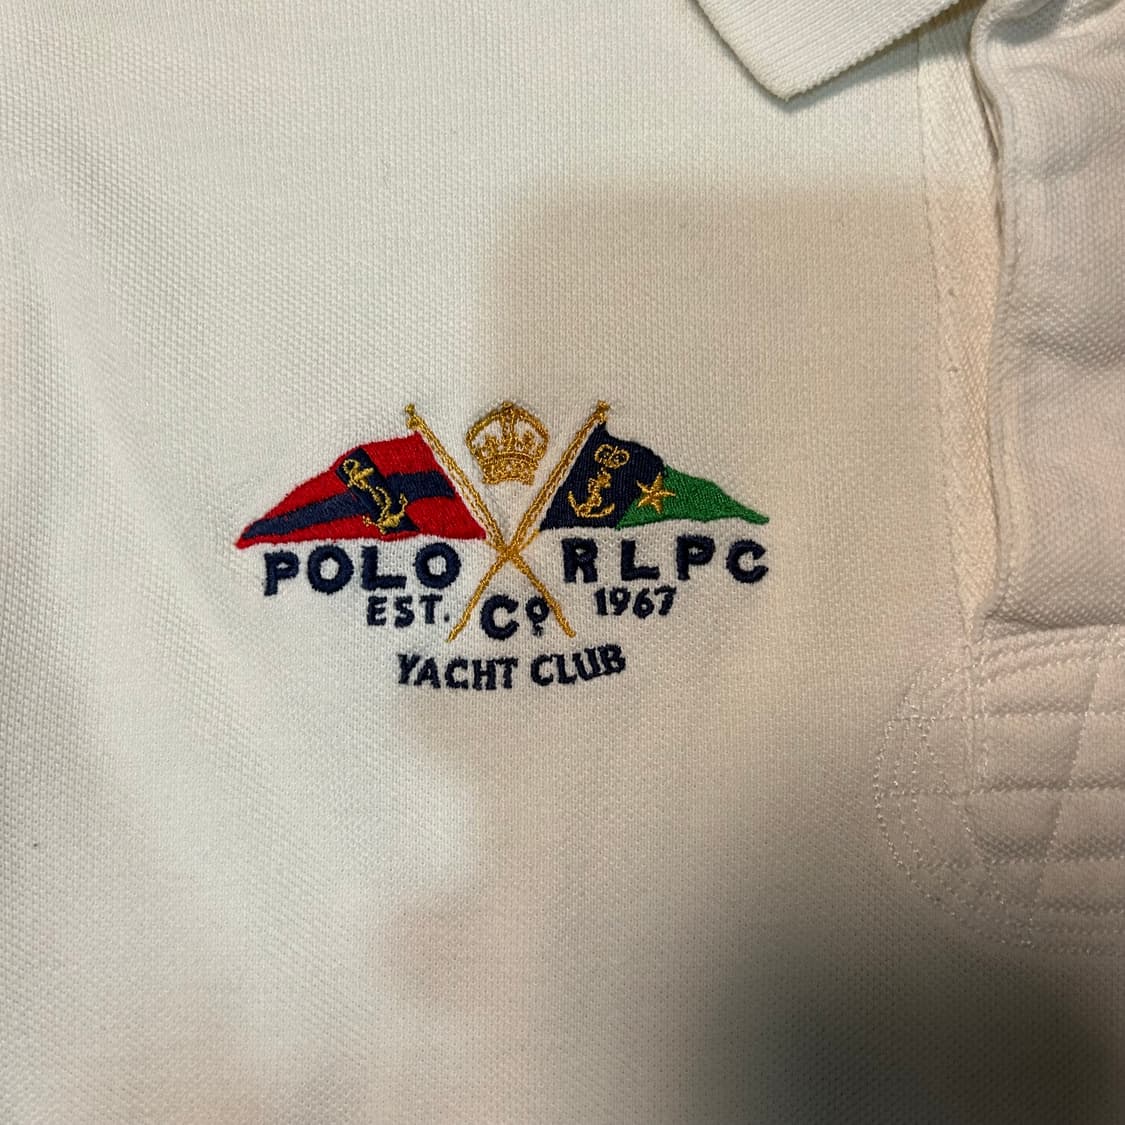 POLO RLPC
EST. Cº 1967
YACHT CLUB